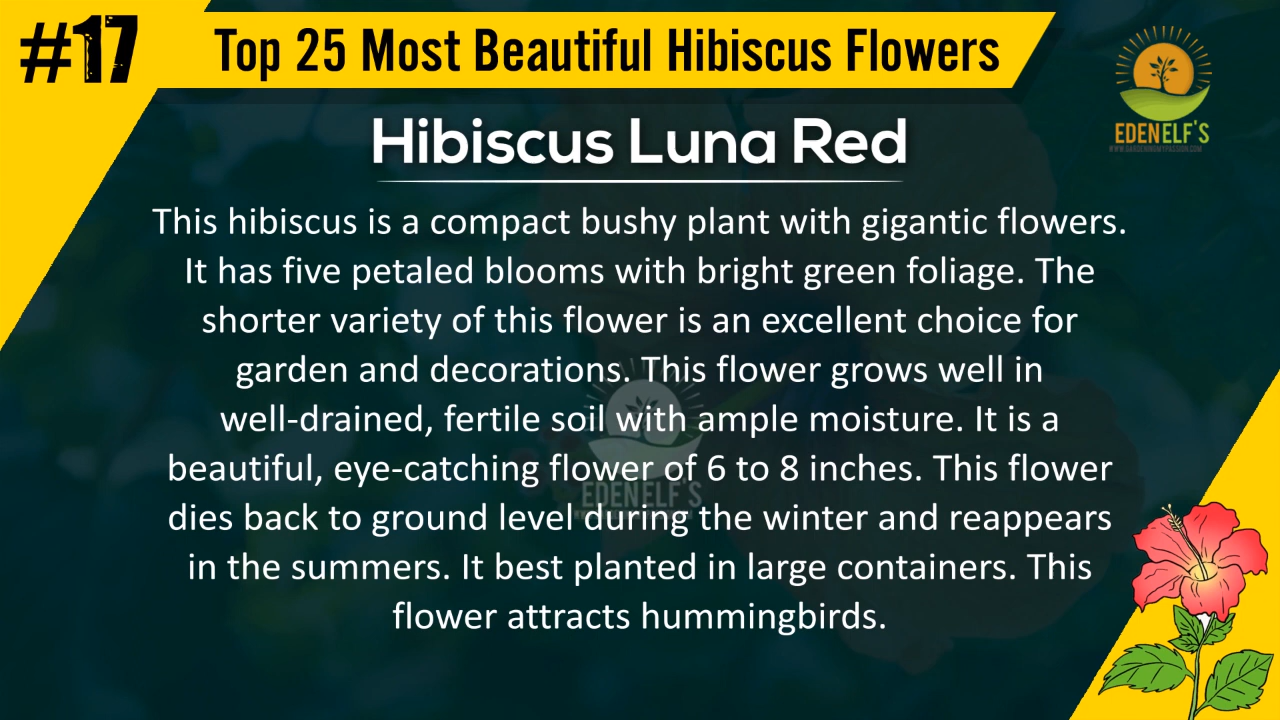 #17
Top 25 Most Beautiful Hibiscus Flowers
EDENELF'S
WWW.GARDENINGMYPASSION.COM
Hibiscus Luna Red
This hibiscus is a compact bushy plant with gigantic flowers.
It has five petaled blooms with bright green foliage. The
shorter variety of this flower is an excellent choice for
garden and decorations. This flower grows well in
well-drained, fertile soil with ample moisture. It is a
beautiful, eye-catching flower of 6 to 8 inches. This flower
dies back to ground level during the winter and reappears
in the summers. It best planted in large containers. This
flower attracts hummingbirds.
EDENELF'S